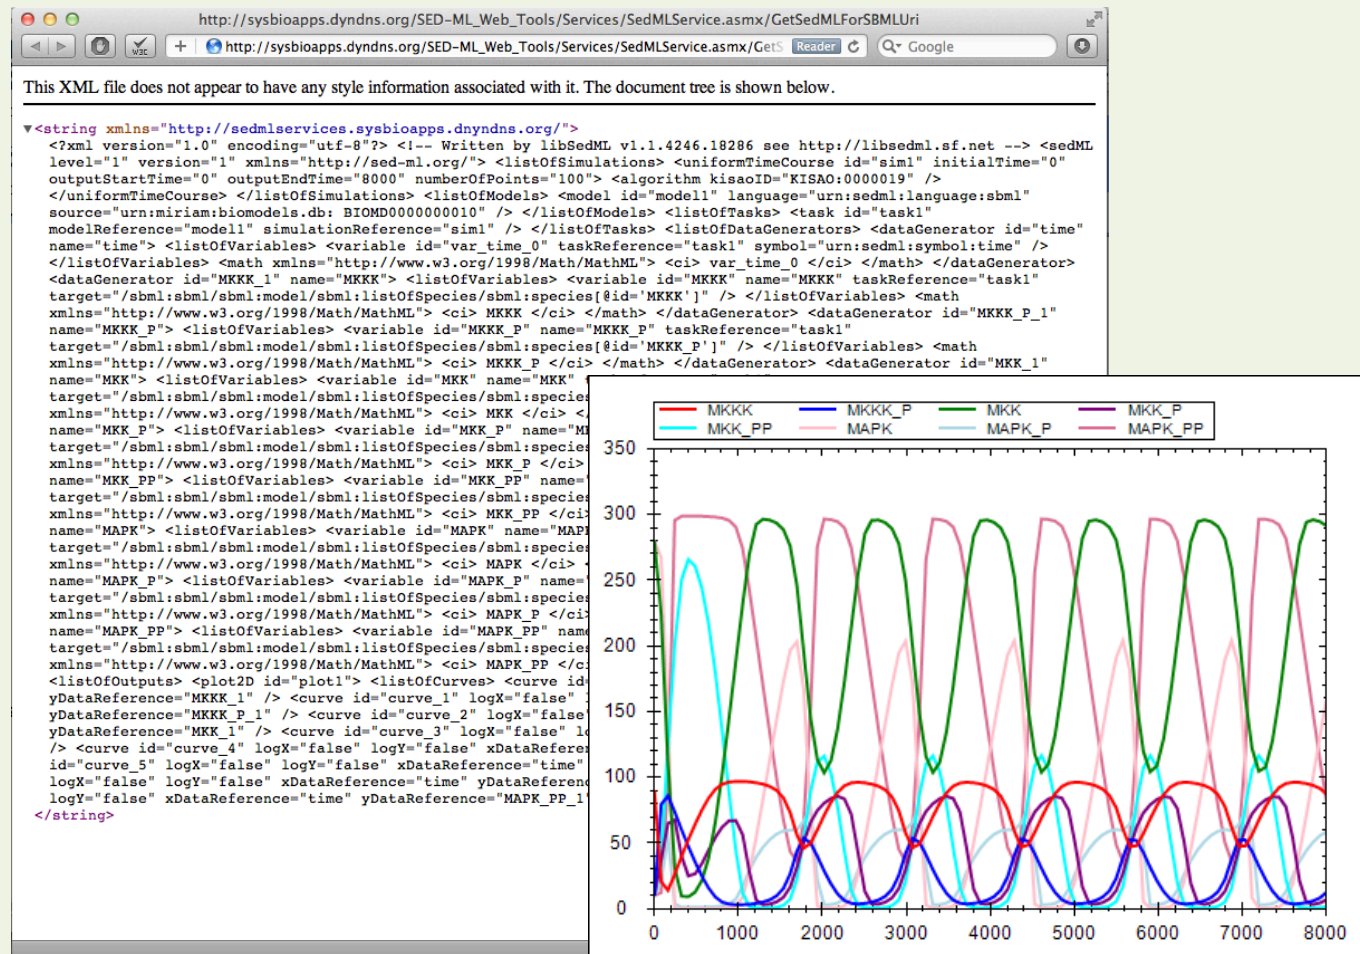 http://sysbioapps.dyndns.org/SED-ML_Web_Tools/Services/SedMLService.asmx/GetSedMLForSBMLUri
W3C
http://sysbioapps.dyndns.org/SED-ML_Web_Tools/Services/SedMLService.asmx/GetS Reader Google
This XML file does not appear to have any style information associated with it. The document tree is shown below.
▼<string xmlns="http://sedmlservices.sysbioapps.dnyndns.org/">
<?xml version="1.0" encoding="utf-8"?> <!-- Written by libSedML v1.1.4246.18286 see http://libsedml.sf.net --> <sedML
level="1" version="1" xmlns="http://sed-ml.org/"> <listOfSimulations> <uniformTimeCourse id="sim1" initialTime="0"
outputStartTime="0" outputEndTime="8000" numberOfPoints="100"> <algorithm kisaoID="KISAO:0000019" />
</uniformTimeCourse> </listOfSimulations> <listOfModels> <model id="model1" language="urn:sedml:language:sbml"
source="urn:miriam:biomodels.db: BIOMD0000000010" /> </listOfModels> <listOfTasks> <task id="task1"
modelReference="model1" simulationReference="sim1" /> </listOfTasks> <listOfDataGenerators> <dataGenerator id="time"
name="time"> <listOfVariables> <variable id="var_time_0" taskReference="task1" symbol="urn:sedml:symbol:time" />
</listOfVariables> <math xmlns="http://www.w3.org/1998/Math/MathML"> <ci> var_time_0 </ci> </math> </dataGenerator>
<dataGenerator id="MKKK_1" name="MKKK"> <listOfVariables> <variable id="MKKK" name="MKKK" taskReference="task1"
target="/sbml:sbml/sbml:model/sbml:listOfSpecies/sbml:species[@id='MKKK']" /> </listOfVariables> <math
xmlns="http://www.w3.org/1998/Math/MathML"> <ci> MKKK </ci> </math> </dataGenerator> <dataGenerator id="MKKK_P_1"
name="MKKK_P"> <listOfVariables> <variable id="MKKK_P" name="MKKK_P" taskReference="task1"
target="/sbml:sbml/sbml:model/sbml:listOfSpecies/sbml:species[@id='MKKK_P']" /> </listOfVariables> <math
xmlns="http://www.w3.org/1998/Math/MathML"> <ci> MKKK_P </ci> </math> </dataGenerator> <dataGenerator id="MKK_1"
name="MKK"> <listOfVariables> <variable id="MKK" name="MKK"
target="/sbml:sbml/sbml:model/sbml:listOfSpecies/sbml:species
xmlns="http://www.w3.org/1998/Math/MathML"> <ci> MKK </ci> <
name="MKK_P"> <listOfVariables> <variable id="MKK_P" name="M
target="/sbml:sbml/sbml:model/sbml:listOfSpecies/sbml:species
xmlns="http://www.w3.org/1998/Math/MathML"> <ci> MKK_P </ci>
name="MKK_PP"> <listOfVariables> <variable id="MKK_PP" name=
target="/sbml:sbml/sbml:model/sbml:listOfSpecies/sbml:species
xmlns="http://www.w3.org/1998/Math/MathML"> <ci> MKK_PP </ci
name="MAPK"> <listOfVariables> <variable id="MAPK" name="MAP
target="/sbml:sbml/sbml:model/sbml:listOfSpecies/sbml:species
xmlns="http://www.w3.org/1998/Math/MathML"> <ci> MAPK </ci>
name="MAPK_P"> <listOfVariables> <variable id="MAPK_P" name=
target="/sbml:sbml/sbml:model/sbml:listOfSpecies/sbml:species
xmlns="http://www.w3.org/1998/Math/MathML"> <ci> MAPK_P </ci
name="MAPK_PP"> <listOfVariables> <variable id="MAPK_PP" nam
target="/sbml:sbml/sbml:model/sbml:listOfSpecies/sbml:species
xmlns="http://www.w3.org/1998/Math/MathML"> <ci> MAPK_PP </c
<listOfOutputs> <plot2D id="plot1"> <listOfCurves> <curve id
yDataReference="MKKK_1" /> <curve id="curve_1" logX="false"
yDataReference="MKKK_P_1" /> <curve id="curve_2" logX="false"
yDataReference="MKK_1" /> <curve id="curve_3" logX="false" l
/> <curve id="curve_4" logX="false" logY="false" xDataRefere
id="curve_5" logX="false" logY="false" xDataReference="time"
logX="false" logY="false" xDataReference="time" yDataReferenc
logY="false" xDataReference="time" yDataReference="MAPK_PP_1"
</string>
MKKK MKKK_P MKK MKK_P
MKK_PP MAPK MAPK_P MAPK_PP
350
300
250
200
150
100
50
0
0 1000 2000 3000 4000 5000 6000 7000 8000